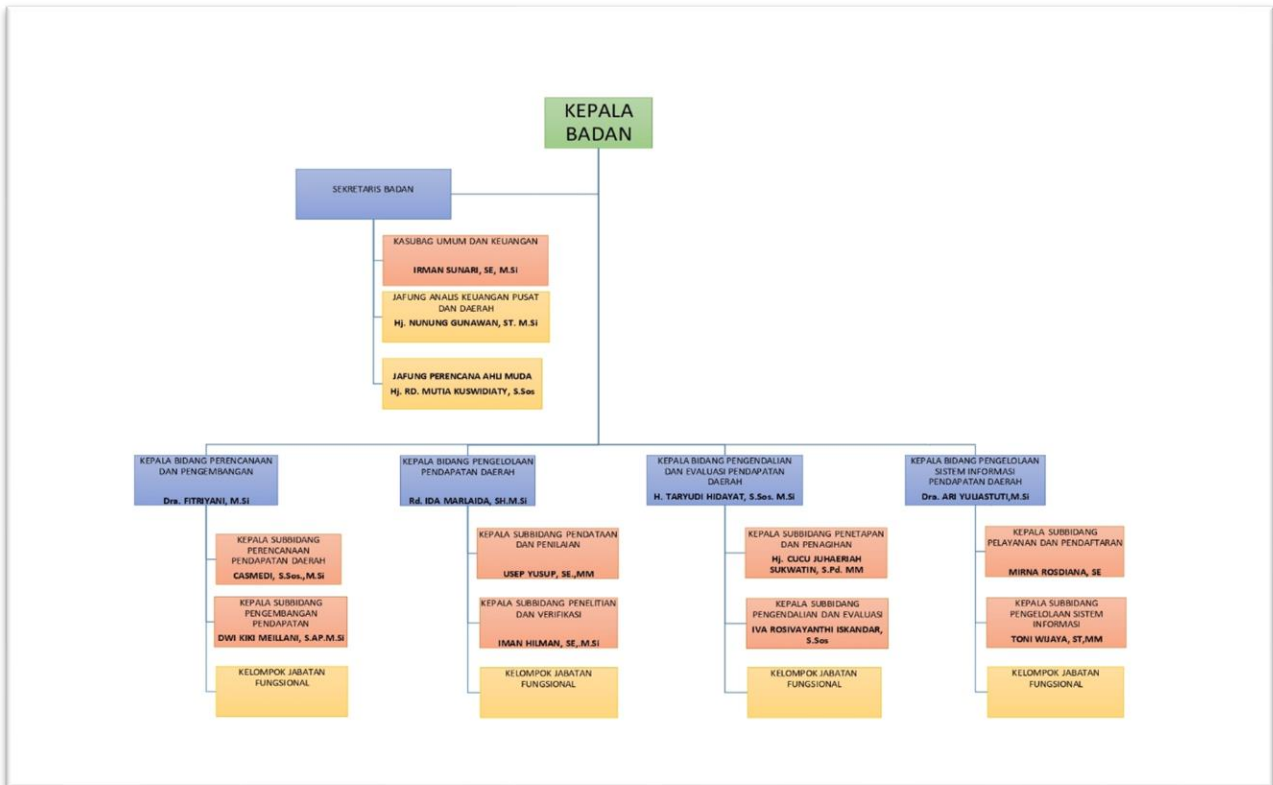 KEPALA
BADAN
SEKRETARIS BADAN
KASUBAG UMUM DAN KEUANGAN
IRMAN SUNARI, SE, M.Si
JAFUNG ANALIS KEUANGAN PUSAT
DAN DAERAH
Hj. NUNUNG GUNAWAN, ST. M.Si
JAFUNG PERENCANA AHLI MUDA
Hj. RD. MUTIA KUSWIDIATY, S.Sos
KEPALA BIDANG PERENCANAAN
DAN PENGEMBANGAN
Dra. FITRIYANI, M.Si
KEPALA SUBBIDANG
PERENCANAAN
PENDAPATAN DAERAH
CASMEDI, S.Sos.,M.Si
KEPALA SUBBIDANG
PENGEMBANGAN
PENDAPATAN
DWI KIKI MEILLANI, S.AP.M.Si
KELOMPOK JABATAN
FUNGSIONAL
KEPALA BIDANG PENGELOLAAN
PENDAPATAN DAERAH
Rd. IDA MARLAIDA, SH.M.Si
KEPALA SUBBIDANG PENDATAAN
DAN PENILAIAN
USEP YUSUP, SE.,MM
KEPALA SUBBIDANG PENELITIAN
DAN VERIFIKASI
IMAN HILMAN, SE,.M.Si
KELOMPOK JABATAN
FUNGSIONAL
KEPALA BIDANG PENGENDALIAN
DAN EVALUASI PENDAPATAN
DAERAH
H. TARYUDI HIDAYAT, S.Sos. M.Si
KEPALA SUBBIDANG PENETAPAN
DAN PENAGIHAN
Hj. CUCU JUHAERIAH
SUKWATIN, S.Pd. MM
KEPALA SUBBIDANG
PENGENDALIAN DAN EVALUASI
IVA ROSIVAYANTHI ISKANDAR,
S.Sos
KELOMPOK JABATAN
FUNGSIONAL
KEPALA BIDANG PENGELOLAAN
SISTEM INFORMASI
PENDAPATAN DAERAH
Dra. ARI YULIASTUTI,M.Si
KEPALA SUBBIDANG
PELAYANAN DAN PENDAFTARAN
MIRNA ROSDIANA, SE
KEPALA SUBBIDANG
PENGELOLAAN SISTEM
INFORMASI
TONI WIJAYA, ST,MM
KELOMPOK JABATAN
FUNGSIONAL